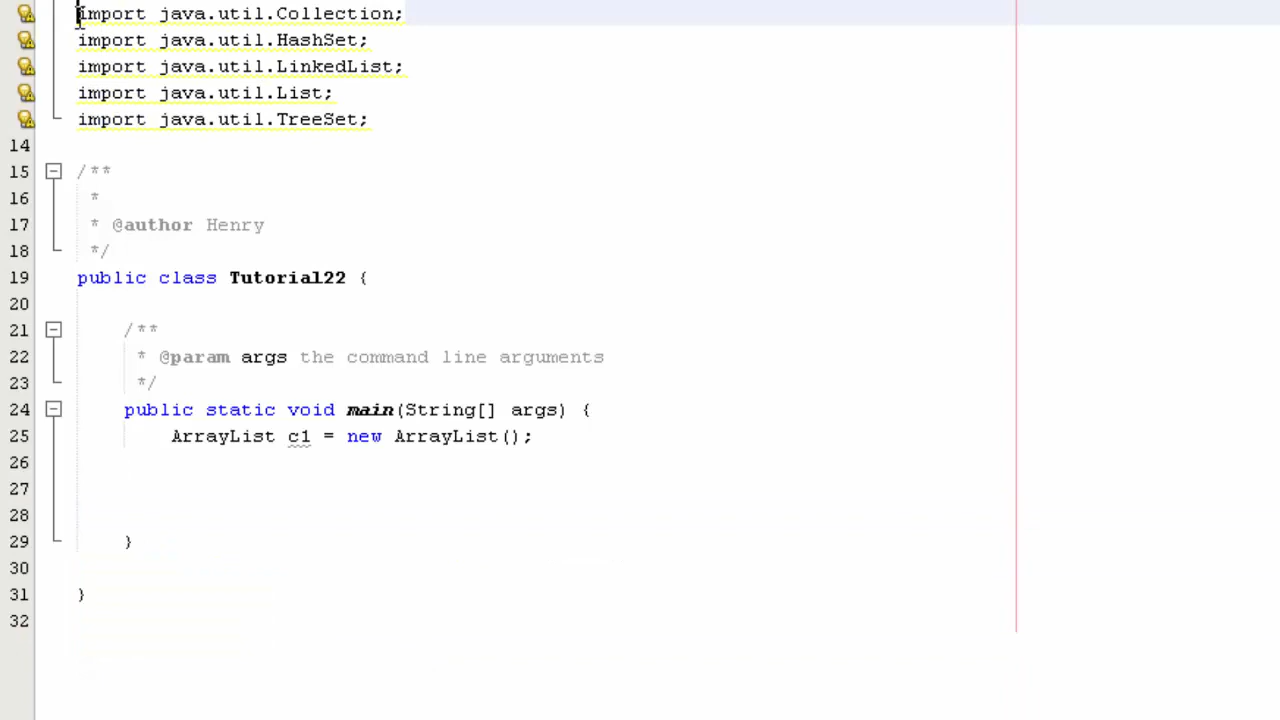 import java.util.Collection;
import java.util.HashSet;
import java.util.LinkedList;
import java.util.List;
import java.util.TreeSet;
14
15 /**
16 *
17 * @author Henry
18 */
19 public class Tutorial22 {
20
21 /**
22 * @param args the command line arguments
23 */
24 public static void main(String[] args) {
25 ArrayList c1 = new ArrayList();
26
27
28
29 }
30
31 }
32